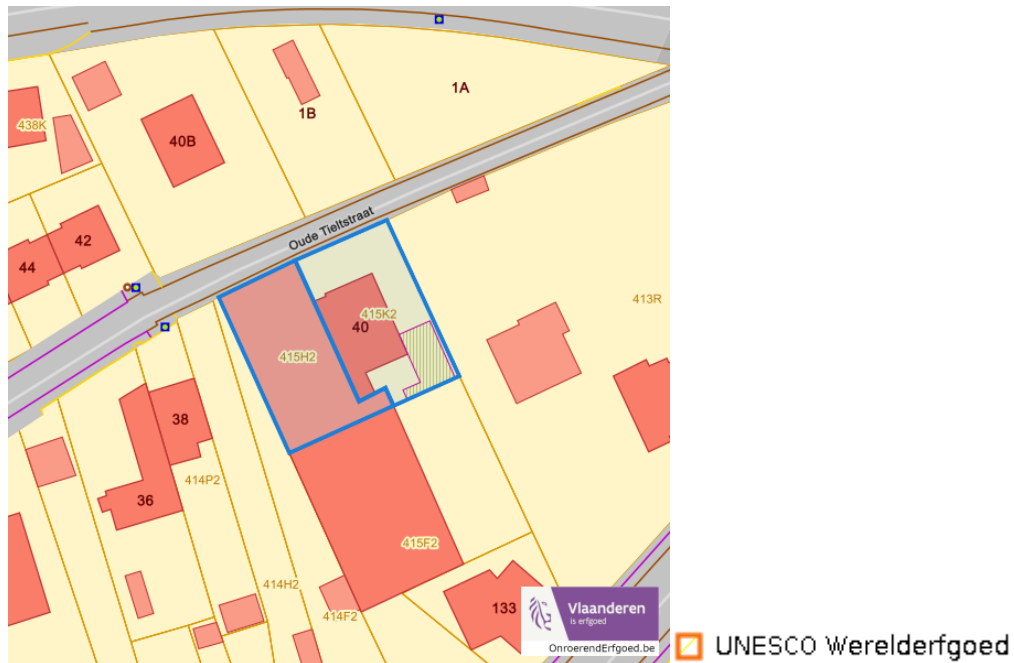 1A
1B
438K
40B
Oude Tieltstraat
42
44
413R
415K2
40
415H2
38
414P2
36
415F2
414H2
133
414F2
Vlaanderen
is erfgoed
OnroerendErfgoed.be
UNESCO Werelderfgoed